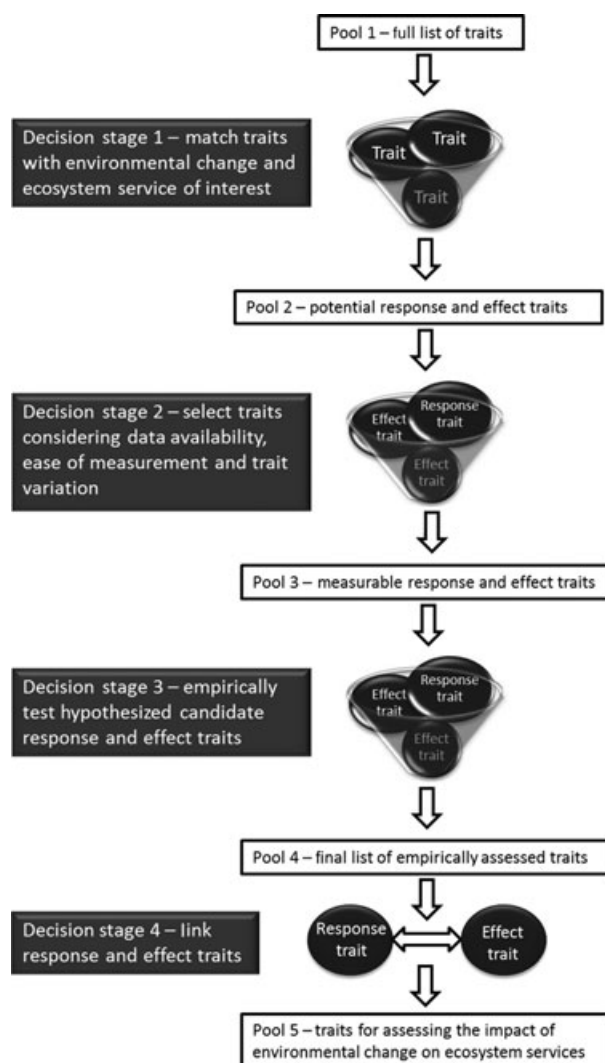 Pool 1 – full list of traits
Decision stage 1 – match traits
with environmental change and
ecosystem service of interest
Trait
Trait
Trait
Pool 2 – potential response and effect traits
Decision stage 2 – select traits
considering data availability,
ease of measurement and trait
variation
Effect
trait
Response
trait
Effect
trait
Pool 3 – measurable response and effect traits
Decision stage 3 – empirically
test hypothesized candidate
response and effect traits
Effect
trait
Response
trait
Effect
trait
Pool 4 – final list of empirically assessed traits
Decision stage 4 – link
response and effect traits
Response
trait
Effect
trait
Pool 5 - traits for assessing the impact of
environmental change on ecosystem services